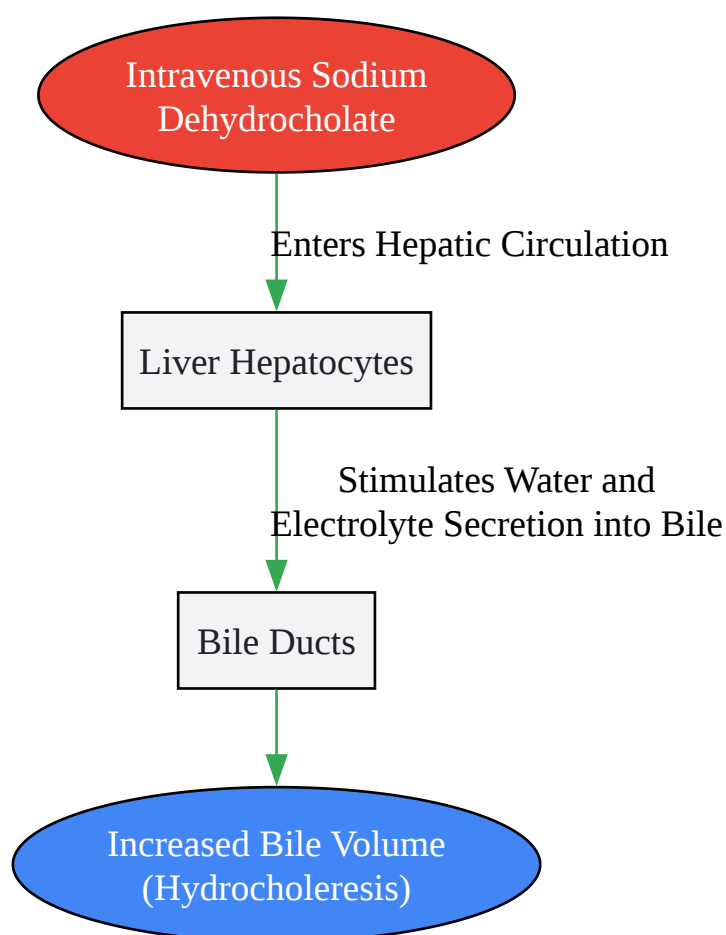 Intravenous Sodium
Dehydrocholate
Enters Hepatic Circulation
Liver Hepatocytes
Stimulates Water and
Electrolyte Secretion into Bile
Bile Ducts
Increased Bile Volume
(Hydrocholeresis)